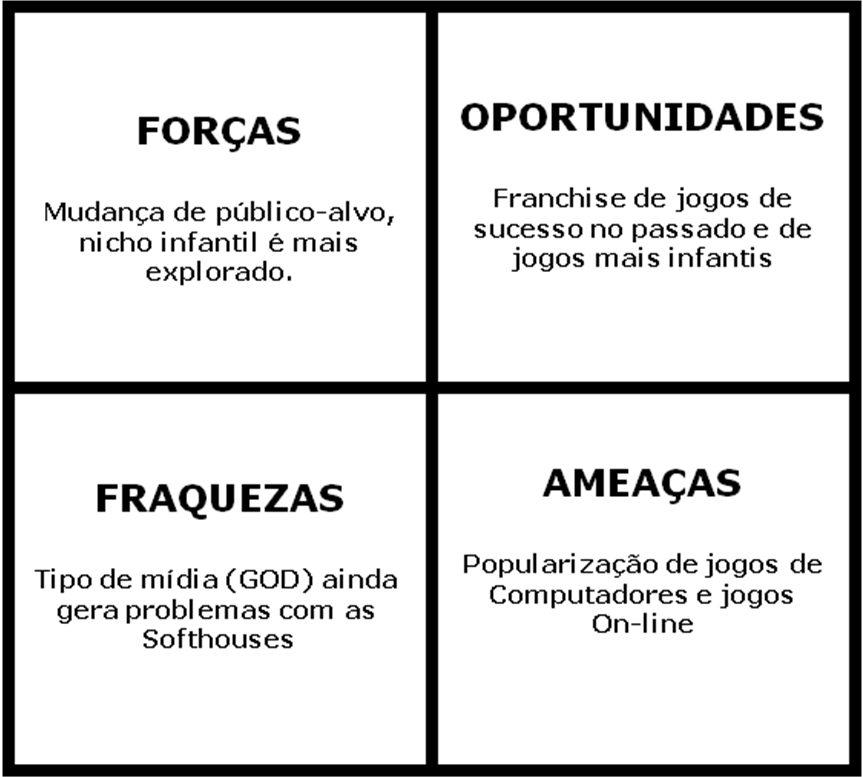 FORÇAS
Mudança de público-alvo,
nicho infantil é mais
explorado.
OPORTUNIDADES
Franchise de jogos de
sucesso no passado e de
jogos mais infantis
FRAQUEZAS
Tipo de mídia (GOD) ainda
gera problemas com as
Softhouses
AMEAÇAS
Popularização de jogos de
Computadores e jogos
On-line